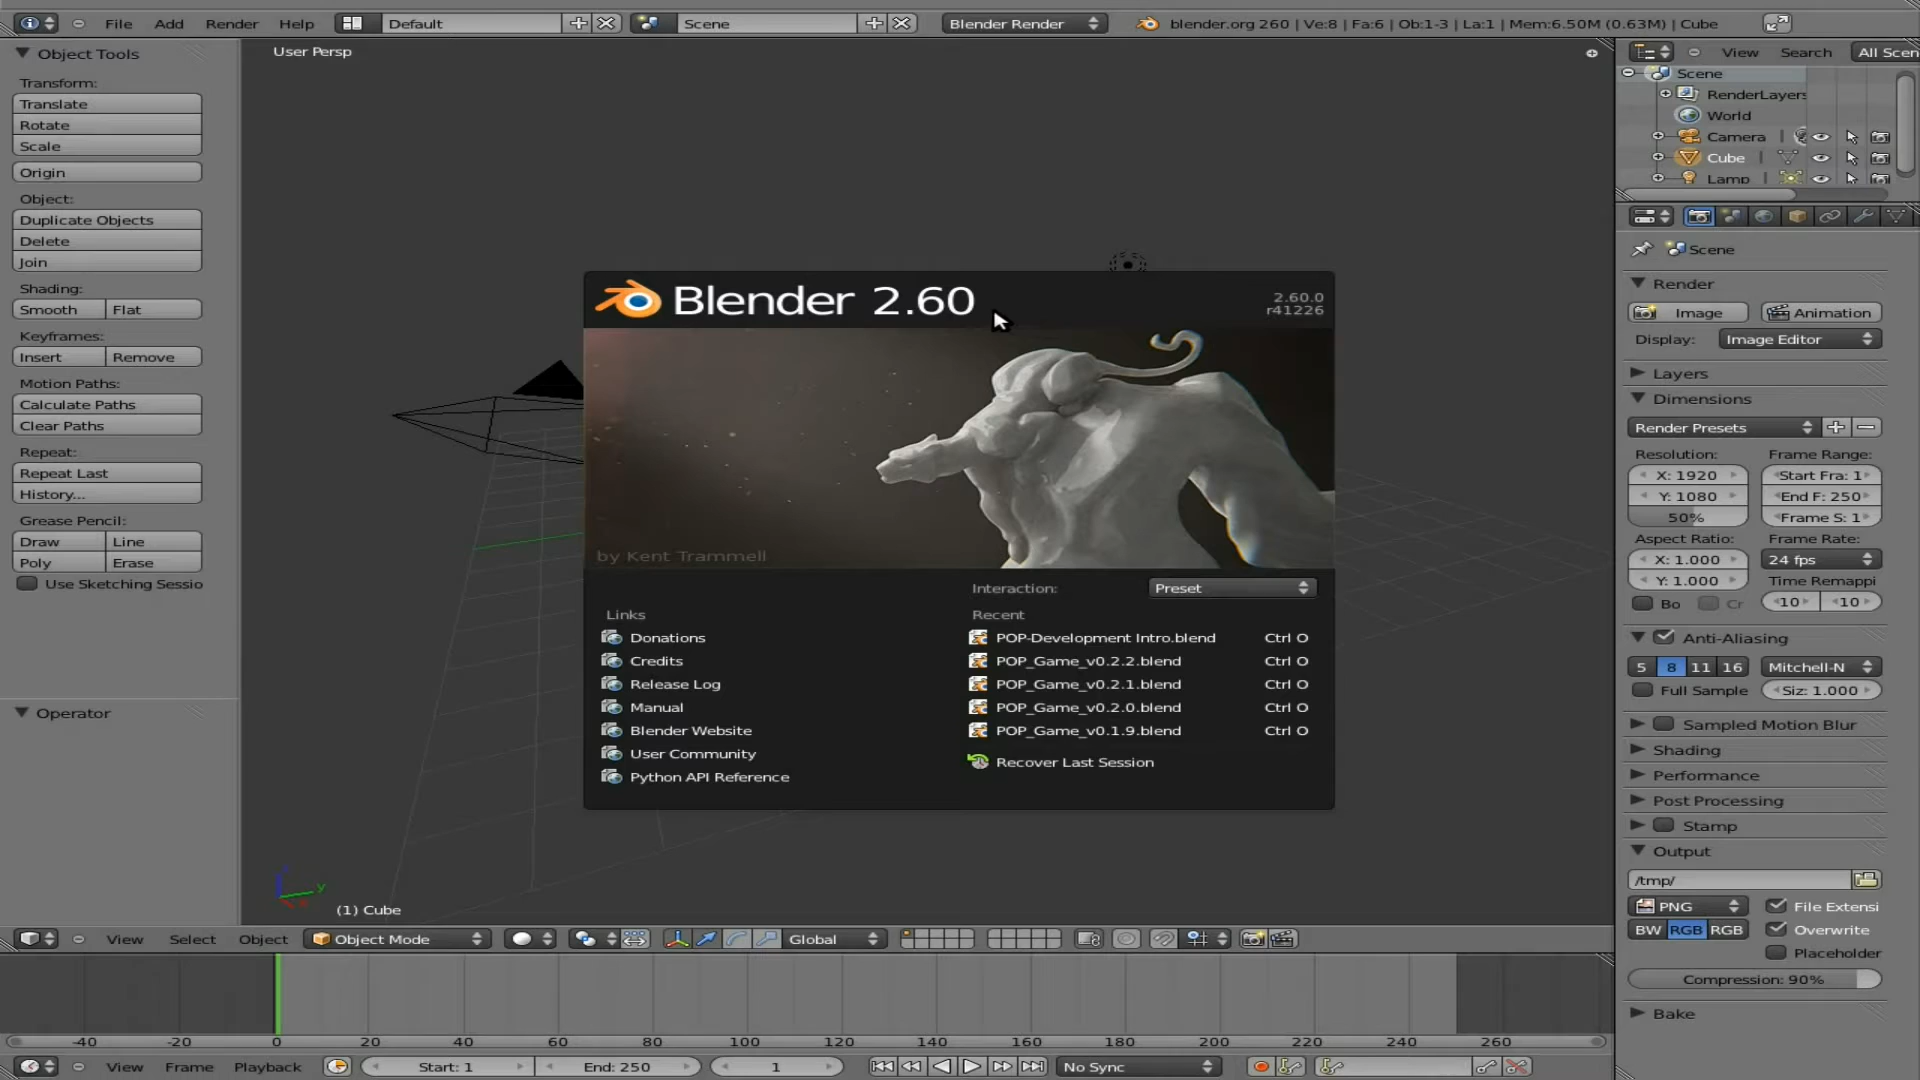 File Add Render Help Default Scene Blender Render blender.org 260 | Ve:8 | Fa:6 | Ob:1-3 | La:1 | Mem:6.50M (0.63M) | Cube
Object Tools
Transform:
Translate
Rotate
Scale
Origin
Object:
Duplicate Objects
Delete
Join
Shading:
Smooth Flat
Keyframes:
Insert Remove
Motion Paths:
Calculate Paths
Clear Paths
Repeat:
Repeat Last
History...
Grease Pencil:
Draw Line
Poly Erase
Use Sketching Sessio
Operator
User Persp
Blender 2.60
2.60.0
r41226
by Kent Trammell
Interaction: Preset
Links
Donations
Credits
Release Log
Manual
Blender Website
User Community
Python API Reference
Recent
POP-Development Intro.blend Ctrl O
POP_Game_v0.2.2.blend Ctrl O
POP_Game_v0.2.1.blend Ctrl O
POP_Game_v0.2.0.blend Ctrl O
POP_Game_v0.1.9.blend Ctrl O
Recover Last Session
y
(1) Cube
View Select Object Object Mode Global
-40 -20 0 20 40 60 80 100 120 140 160 180 200 220 240 260
View Frame Playback Start: 1 End: 250 1 No Sync
View Search All Scen
Scene
RenderLayers
World
Camera
Cube
Lamp
Scene
Render
Image Animation
Display: Image Editor
Layers
Dimensions
Render Presets
Resolution: Frame Range:
X: 1920 Start Fra: 1
Y: 1080 End F: 250
50% Frame S: 1
Aspect Ratio: Frame Rate:
X: 1.000 24 fps
Y: 1.000 Time Remappi
Bo Cr 10 10
Anti-Aliasing
5 8 11 16 Mitchell-N
Full Sample Siz: 1.000
Sampled Motion Blur
Shading
Performance
Post Processing
Stamp
Output
/tmp/
PNG File Extensi
BW RGB RGB Overwrite
Placeholder
Compression: 90%
Bake